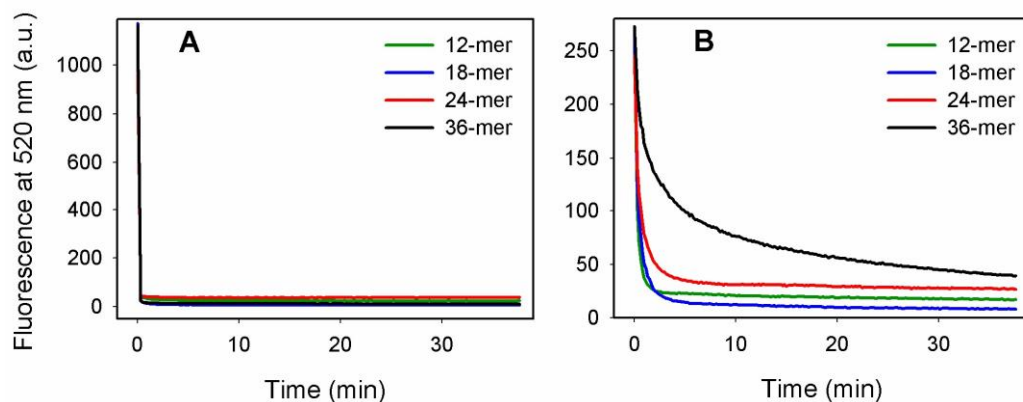 A
B
Fluorescence at 520 nm (a.u.)
1000
800
600
400
200
0
12-mer
18-mer
24-mer
36-mer
0 10 20 30
Time (min)
250
200
150
100
50
0
12-mer
18-mer
24-mer
36-mer
0 10 20 30
Time (min)